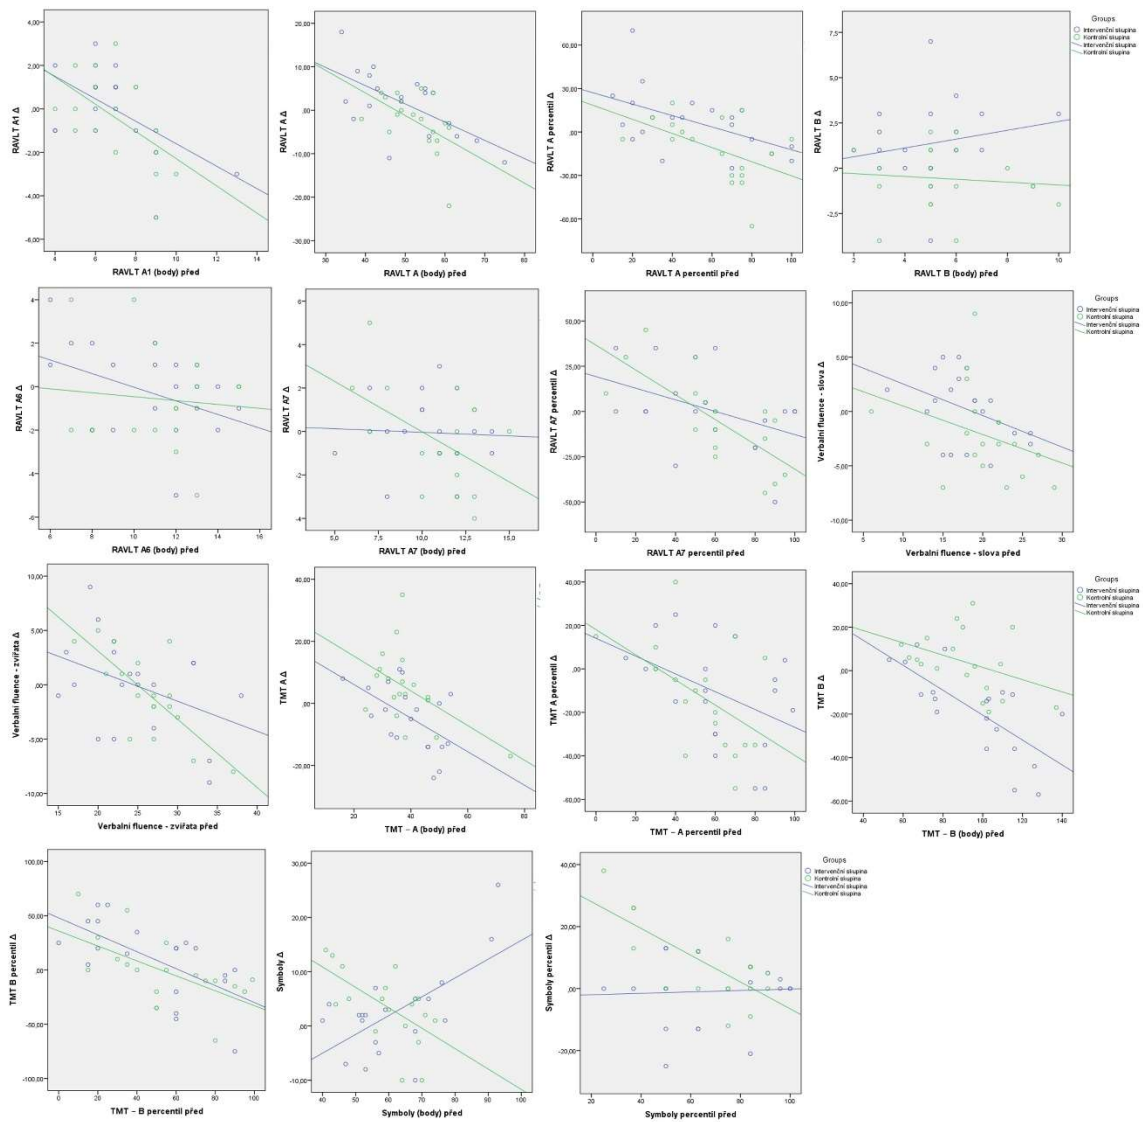 Groups
Intervenční skupina
Kontrolní skupina
Intervenční skupina
Kontrolní skupina
RAVLT A1 Δ
4,00
2,00
,00
-2,00
-4,00
-6,00
4 6 8 10 12 14
RAVLT A1 (body) před
RAVLT A Δ
20,00
10,00
,00
-10,00
-20,00
-30,00
30 40 50 60 70 80
RAVLT A (body) před
RAVLT A percentil Δ
60,00
30,00
,00
-30,00
-60,00
0 20 40 60 80 100
RAVLT A percentil před
RAVLT B Δ
7,5
5,0
2,5
,0
-2,5
2 4 6 8 10
RAVLT B (body) před
RAVLT A6 Δ
4
2
0
-2
-4
-6
6 8 10 12 14 16
RAVLT A6 (body) před
RAVLT A7 Δ
6
4
2
0
-2
-4
5,0 7,5 10,0 12,5 15,0
RAVLT A7 (body) před
RAVLT A7 percentil Δ
50,00
25,00
,00
-25,00
-50,00
0 20 40 60 80 100
RAVLT A7 percentil před
Groups
Intervenční skupina
Kontrolní skupina
Intervenční skupina
Kontrolní skupina
Verbalní fluence - slova Δ
10,00
5,00
,00
-5,00
-10,00
5 10 15 20 25 30
Verbalní fluence - slova před
Verbalní fluence - zvířata Δ
10,00
5,00
,00
-5,00
-10,00
15 20 25 30 35 40
Verbalní fluence - zvířata před
TMT A Δ
40,00
20,00
,00
-20,00
20 40 60 80
TMT – A (body) před
TMT A percentil Δ
40,00
20,00
,00
-20,00
-40,00
-60,00
0 20 40 60 80 100
TMT – A percentil před
Groups
Intervenční skupina
Kontrolní skupina
Intervenční skupina
Kontrolní skupina
TMT B Δ
40,00
20,00
,00
-20,00
-40,00
-60,00
40 60 80 100 120 140
TMT – B (body) před
TMT B percentil Δ
100,00
50,00
,00
-50,00
-100,00
0 20 40 60 80 100
TMT – B percentil před
Symboly Δ
30,00
20,00
10,00
,00
-10,00
40 50 60 70 80 90 100
Symboly (body) před
Groups
Intervenční skupina
Kontrolní skupina
Intervenční skupina
Kontrolní skupina
Symboly percentil Δ
40,00
20,00
,00
-20,00
20 40 60 80 100
Symboly percentil před